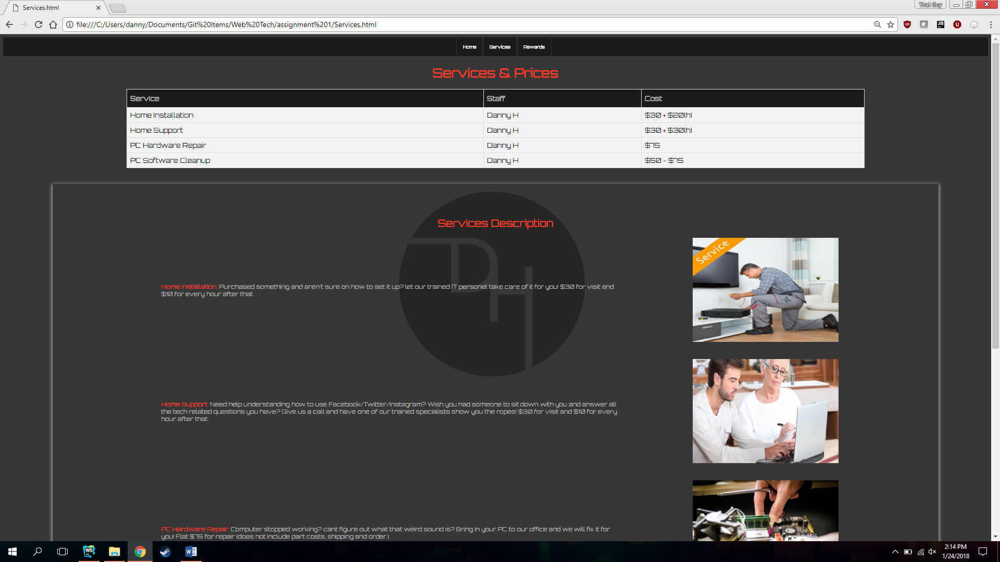 Services.html
That Guy
file:///C:/Users/danny/Documents/Git%20Items/Web%20Tech/assignment%201/Services.html
Home Services Rewards
Services & Prices
Service Staff Cost
Home Installation Danny H $30 + $20(h)
Home Support Danny H $30 + $30(h)
PC Hardware Repair Danny H $75
PC Software Cleanup Danny H $50 - $75
Services Description
DH
Service
Home Installation: Purchased something and aren't sure on how to set it up? let our trained IT personel take care of it for you! $30 for visit and
$10 for every hour after that.
Home Support: Need help understanding how to use Facebook/Twitter/Instagram? Wish you had someone to sit down with you and answer all
the tech related questions you have? Give us a call and have one of our trained specialists show you the ropes! $30 for visit and $10 for every
hour after that.
PC Hardware Repair: Computer stopped working? cant figure out what that weird sound is? Bring in your PC to our office and we will fix it for
you! Flat $75 for repair (does not include part costs, shipping and order.)
2:14 PM
1/24/2018